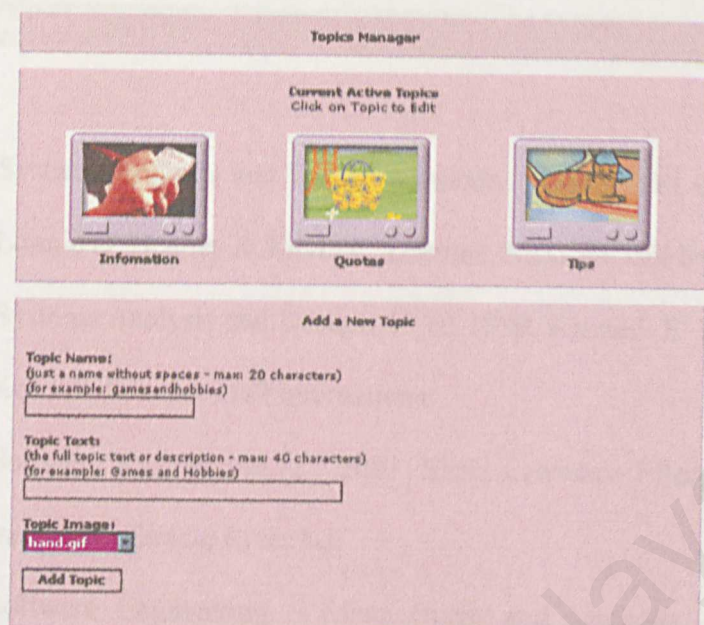 Topics Manager
Current Active Topics
Click on Topic to Edit
Infomation
Quotas
Tips
Add a New Topic
Topic Name:
(just a name without spaces - max: 20 characters)
(for example: gamesandhobbies)
Topic Text:
(the full topic text or description - max: 40 characters)
(for example: Games and Hobbies)
Topic Image:
hand.gif
Add Topic